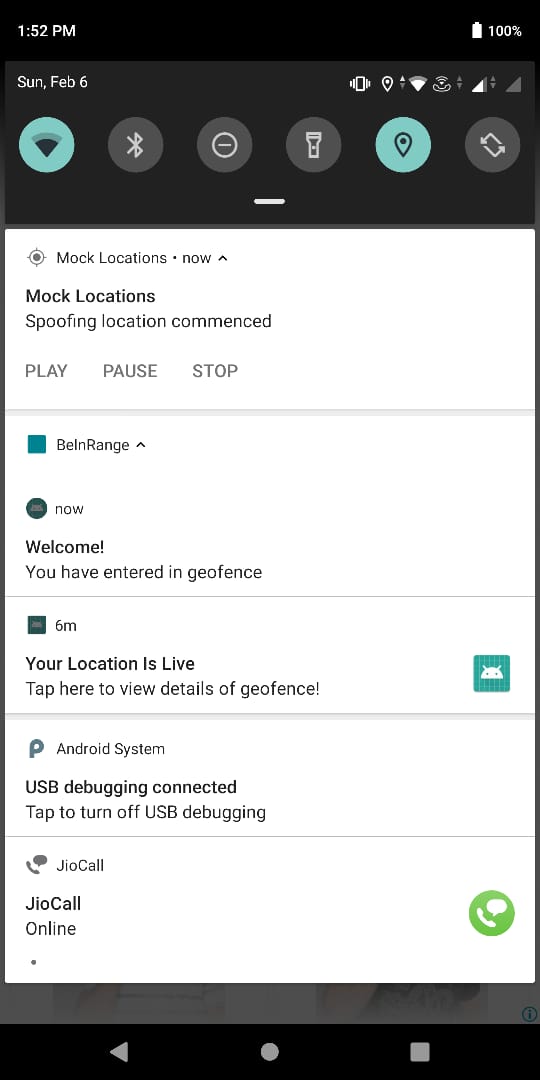 1:52 PM
100%
Sun, Feb 6
Mock Locations • now
Mock Locations
Spoofing location commenced
PLAY PAUSE STOP
BeInRange
now
Welcome!
You have entered in geofence
6m
Your Location Is Live
Tap here to view details of geofence!
Android System
USB debugging connected
Tap to turn off USB debugging
JioCall
JioCall
Online